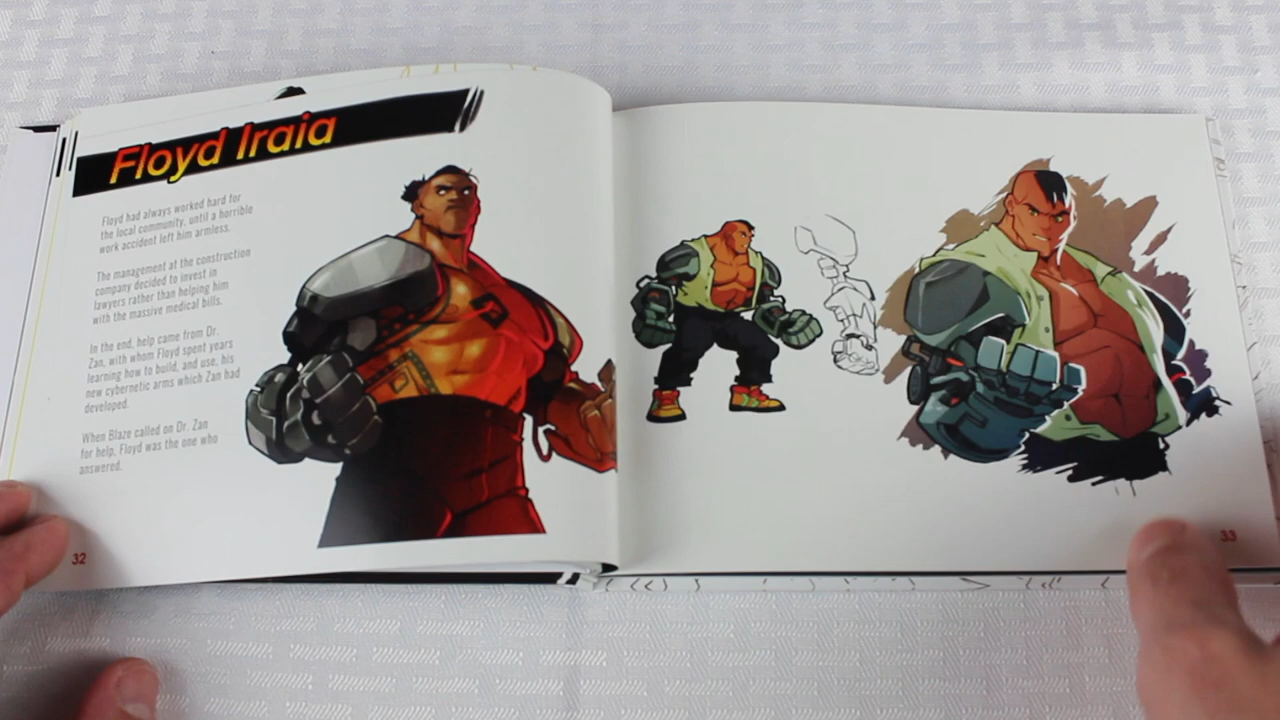 Floyd Iraia
Floyd had always worked hard for
the local community, until a horrible
work accident left him armless.
The management at the construction
company decided to invest in
lawyers rather than helping him
with the massive medical bills.
In the end, help came from Dr.
Zan, with whom Floyd spent years
learning how to build, and use, his
new cybernetic arms which Zan had
developed.
When Blaze called on Dr. Zan
for help, Floyd was the one who
answered.
32
33